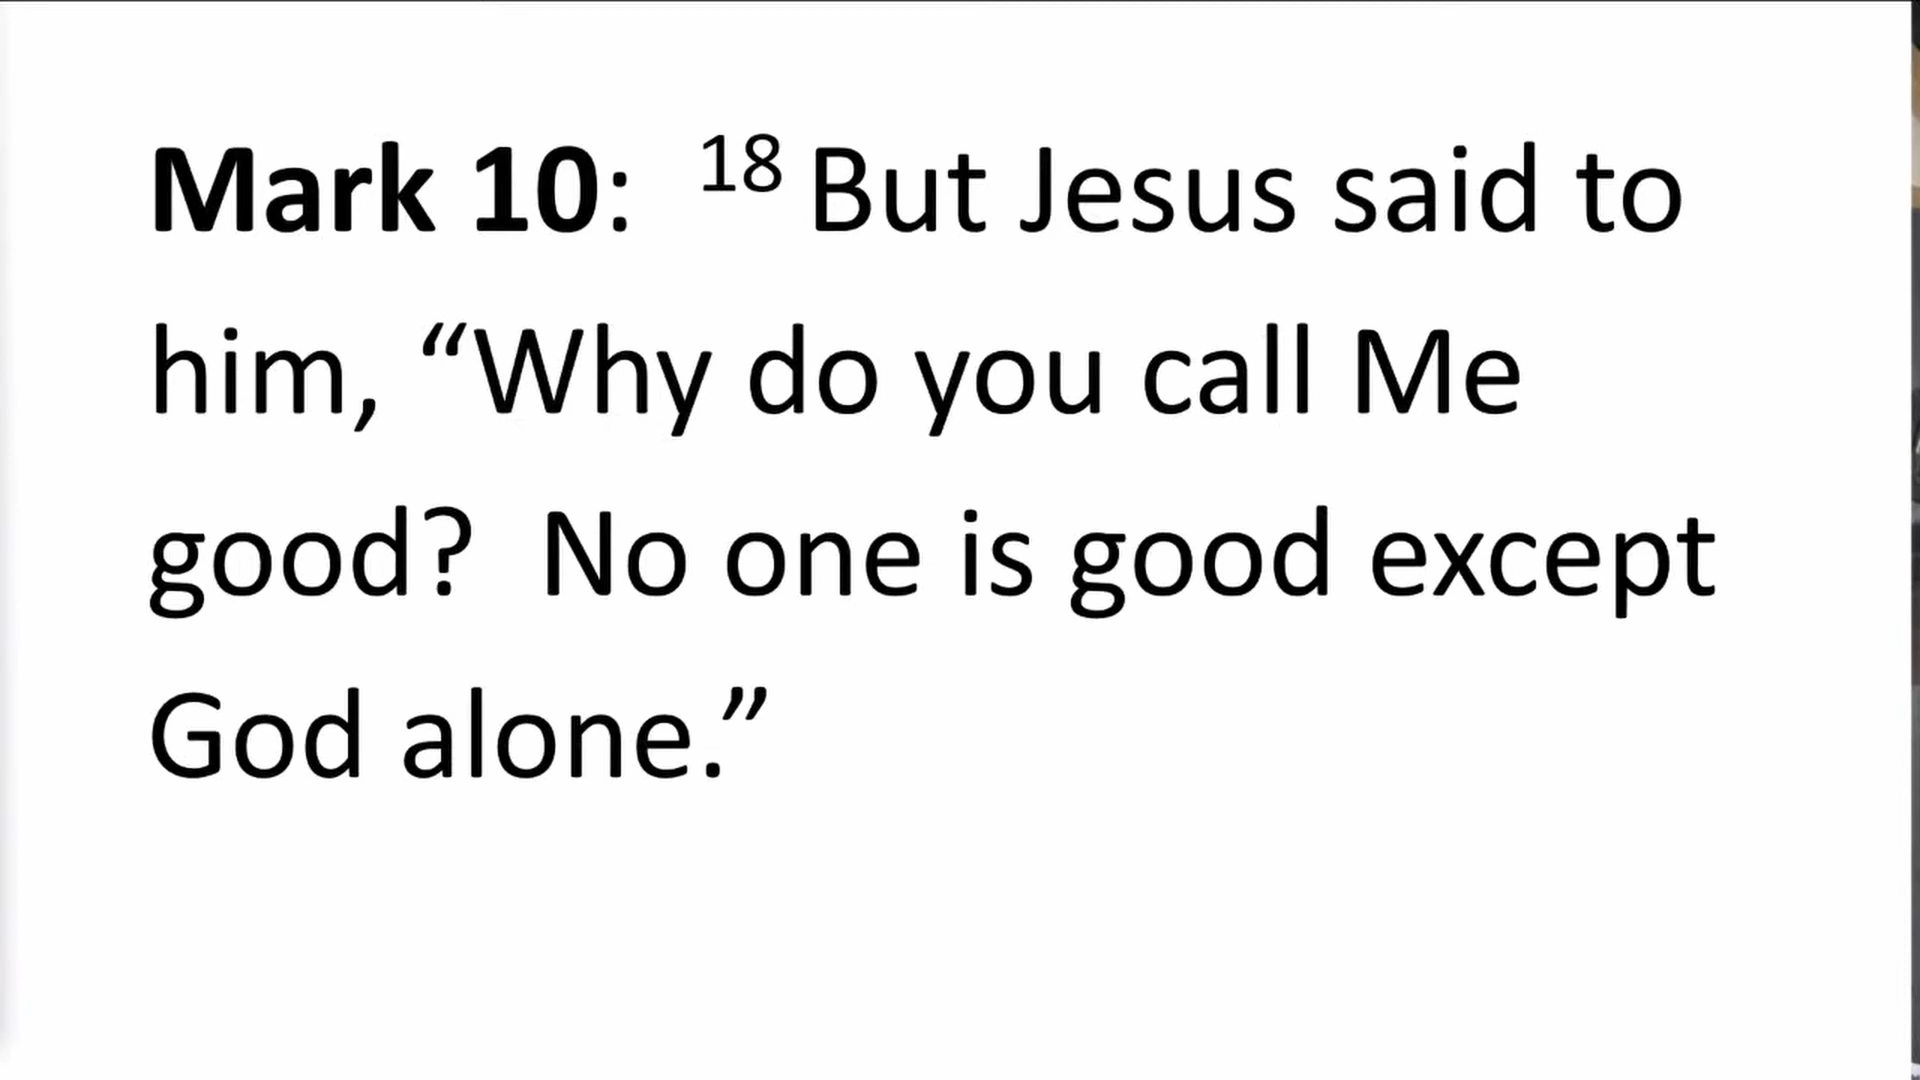 Mark 10:  18 But Jesus said to
him, “Why do you call Me
good?  No one is good except
God alone.”